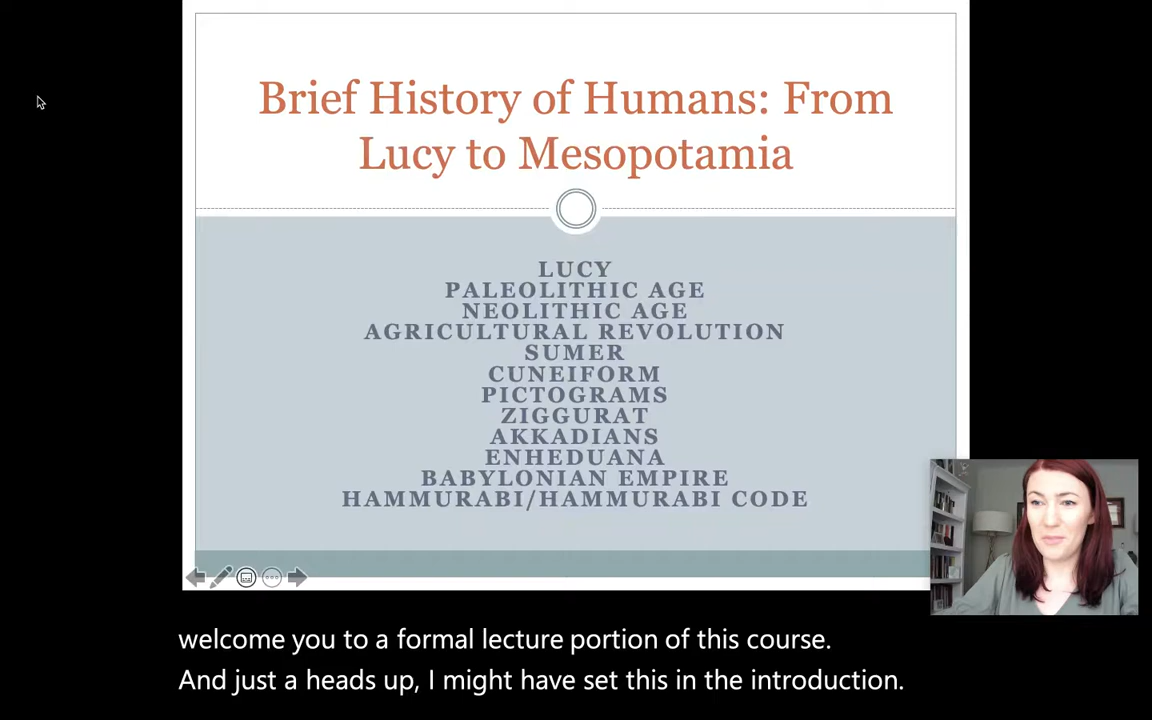 Brief History of Humans: From
Lucy to Mesopotamia
LUCY
PALEOLITHIC AGE
NEOLITHIC AGE
AGRICULTURAL REVOLUTION
SUMER
CUNEIFORM
PICTOGRAMS
ZIGGURAT
AKKADIANS
ENHEDUANA
BABYLONIAN EMPIRE
HAMMURABI/HAMMURABI CODE
welcome you to a formal lecture portion of this course.
And just a heads up, I might have set this in the introduction.